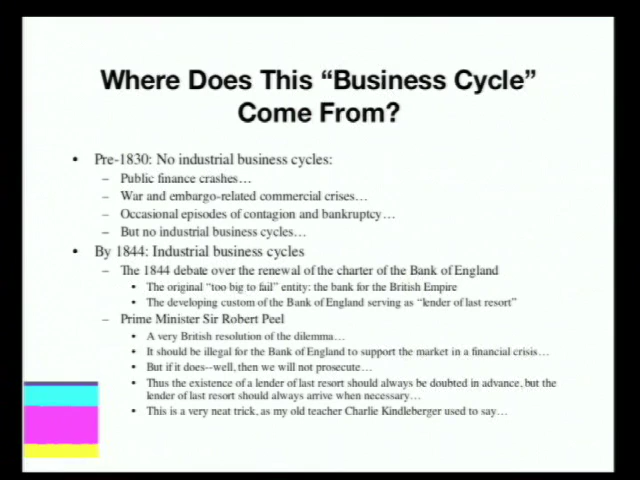 Where Does This “Business Cycle”
Come From?
• Pre-1830: No industrial business cycles:
– Public finance crashes…
– War and embargo-related commercial crises…
– Occasional episodes of contagion and bankruptcy…
– But no industrial business cycles…
• By 1844: Industrial business cycles
– The 1844 debate over the renewal of the charter of the Bank of England
• The original “too big to fail” entity: the bank for the British Empire
• The developing custom of the Bank of England serving as “lender of last resort”
– Prime Minister Sir Robert Peel
• A very British resolution of the dilemma…
• It should be illegal for the Bank of England to support the market in a financial crisis…
• But if it does--well, then we will not prosecute…
• Thus the existence of a lender of last resort should always be doubted in advance, but the
lender of last resort should always arrive when necessary…
• This is a very neat trick, as my old teacher Charlie Kindleberger used to say…